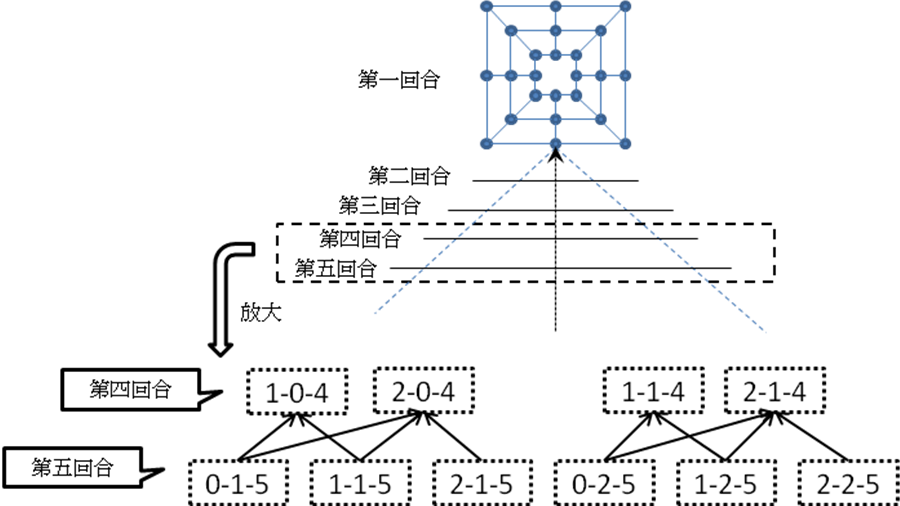 第一回合
第二回合
第三回合
第四回合
第五回合
放大
第四回合
1-0-4
2-0-4
1-1-4
2-1-4
第五回合
0-1-5
1-1-5
2-1-5
0-2-5
1-2-5
2-2-5